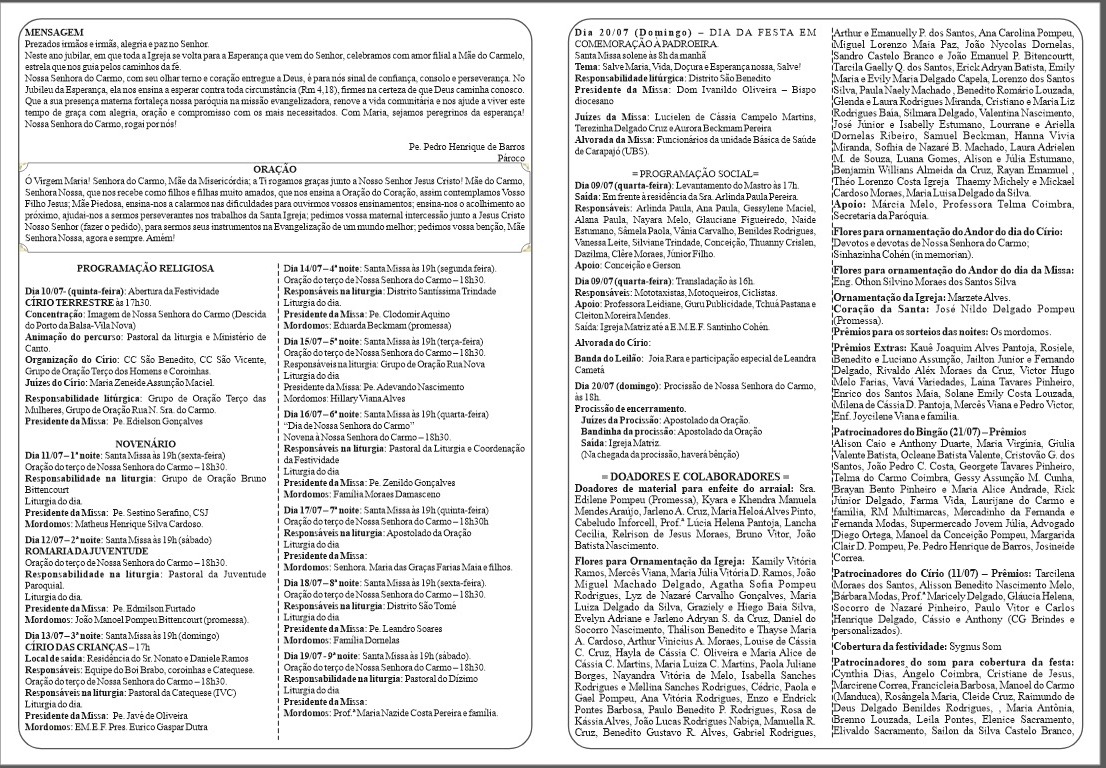 MENSAGEM
Prezados irmãos e irmãs, alegria e paz no Senhor.
Neste ano jubilar, em que toda a Igreja se volta para a Esperança que vem do Senhor, celebramos com amor filial a Mãe do Carmelo,
estrela que nos guia pelos caminhos da fé.
Nossa Senhora do Carmo, com seu olhar terno e coração entregue a Deus, é para nós sinal de confiança, consolo e perseverança. No
Jubileu da Esperança, ela nos ensina a esperar contra toda circunstância (Rm 4,18), firmes na certeza de que Deus caminha conosco.
Que a sua presença materna fortaleça nossa paróquia na missão evangelizadora, renove a vida comunitária e nos ajude a viver este
tempo de graça com alegria, oração e compromisso com os mais necessitados. Com Maria, sejamos peregrinos da esperança!
Nossa Senhora do Carmo, rogai por nós!
Pe. Pedro Henrique de Barros
Pároco
ORAÇÃO
Ó Virgem Maria! Senhora do Carmo, Mãe da Misericórdia; a Ti rogamos graças junto a Nosso Senhor Jesus Cristo! Mãe do Carmo,
Senhora Nossa, que nos recebe como filhos e filhas muito amados, que nos ensina a Oração do Coração, assim contemplamos Vosso
Filho Jesus; Mãe Piedosa, ensina-nos a calarmos nas dificuldades para ouvirmos vossos ensinamentos; ensina-nos o acolhimento ao
próximo, ajudai-nos a sermos perseverantes nos trabalhos da Santa Igreja; pedimos vossa maternal intercessão junto a Jesus Cristo
Nosso Senhor (fazer o pedido), para sermos seus instrumentos na Evangelização de um mundo melhor; pedimos vossa benção, Mãe
Senhora Nossa, agora e sempre. Amém!
PROGRAMAÇÃO RELIGIOSA
Dia 10/07- (quinta-feira): Abertura da Festividade
CÍRIO TERRESTRE às 17h30.
Concentração: Imagem de Nossa Senhora do Carmo (Descida
do Porto da Balsa-Vila Nova)
Animação do percurso: Pastoral da liturgia e Ministério de
Canto.
Organização do Círio: CC São Benedito, CC São Vicente,
Grupo de Oração Terço dos Homens e Coroinhas.
Juízes do Círio: Maria Zeneide Assunção Maciel.
Responsabilidade litúrgica: Grupo de Oração Terço das
Mulheres, Grupo de Oração Rua N. Sra. do Carmo.
Presidente da Missa: Pe. Edielson Gonçalves
NOVENÁRIO
Dia 11/07 – 1ª noite: Santa Missa às 19h (sexta-feira)
Oração do terço de Nossa Senhora do Carmo – 18h30.
Responsabilidade na liturgia: Grupo de Oração Bruno
Bittencourt
Liturgia do dia.
Presidente da Missa: Pe. Sestino Serafino, CSJ
Mordomos: Matheus Henrique Silva Cardoso.
Dia 12/07 – 2ª noite: Santa Missa às 19h (sábado)
ROMARIA DA JUVENTUDE
Oração do terço de Nossa Senhora do Carmo – 18h30.
Responsabilidade na liturgia: Pastoral da Juventude
Paroquial.
Liturgia do dia.
Presidente da Missa: Pe. Edmilson Furtado
Mordomos: João Manoel Pompeu Bittencourt (promessa).
Dia 13/07 – 3ª noite: Santa Missa às 19h (domingo)
CÍRIO DAS CRIANÇAS – 17h
Local de saída: Residência do Sr. Nonato e Daniele Ramos
Responsáveis: Equipe do Boi Brabo, coroinhas e Catequese.
Oração do terço de Nossa Senhora do Carmo – 18h30.
Responsáveis na liturgia: Pastoral da Catequese (IVC)
Liturgia do dia.
Presidente da Missa: Pe. Javé de Oliveira
Mordomos: EM.E.F. Pres. Eurico Gaspar Dutra
Dia 14/07 – 4ª noite: Santa Missa às 19h (segunda feira).
Oração do terço de Nossa Senhora do Carmo – 18h30.
Responsáveis na liturgia: Distrito Santíssima Trindade
Liturgia do dia.
Presidente da Missa: Pe. Clodomir Aquino
Mordomos: Eduarda Beckmam (promessa)
Dia 15/07 – 5ª noite: Santa Missa às 19h (terça-feira)
Oração do terço de Nossa Senhora do Carmo – 18h30.
Responsáveis na liturgia: Grupo de Oração Rua Nova
Liturgia do dia
Presidente da Missa: Pe. Adevando Nascimento
Mordomos: Hillary Viana Alves
Dia 16/07 – 6ª noite: Santa Missa às 19h (quarta-feira)
“Dia de Nossa Senhora do Carmo”
Novena à Nossa Senhora do Carmo – 18h30.
Responsáveis na liturgia: Pastoral da Liturgia e Coordenação
da Festividade
Liturgia do dia
Presidente da Missa: Pe. Zenildo Gonçalves
Mordomos: Família Moraes Damasceno
Dia 17/07 – 7ª noite: Santa Missa às 19h (quinta-feira)
Oração do terço de Nossa Senhora do Carmo – 18h30h
Responsáveis na liturgia: Apostolado da Oração
Liturgia do dia
Presidente da Missa:
Mordomos: Senhora. Maria das Graças Farias Maia e filhos.
Dia 18/07 – 8ª noite: Santa Missa às 19h (sexta-feira).
Oração do terço de Nossa Senhora do Carmo – 18h30.
Responsáveis na liturgia: Distrito São Tomé
Liturgia do dia
Presidente da Missa: Pe. Leandro Soares
Mordomos: Família Dornelas
Dia 19/07 - 9ª noite: Santa Missa às 19h (sábado).
Oração do terço de Nossa Senhora do Carmo – 18h30.
Responsabilidade na liturgia: Pastoral do Dízimo
Liturgia do dia
Presidente da Missa:
Mordomos: Prof.ª Maria Nazide Costa Pereira e família.
Dia 20/07 (Domingo) – DIA DA FESTA EM
COMEMORAÇÃO À PADROEIRA.
Santa Missa solene às 8h da manhã
Tema: Salve Maria, Vida, Doçura e Esperança nossa, Salve!
Responsabilidade litúrgica: Distrito São Benedito
Presidente da Missa: Dom Ivanildo Oliveira – Bispo
diocesano
Juízes da Missa: Lucielen de Cássia Campelo Martins,
Terezinha Delgado Cruz e Aurora Beckmam Pereira
Alvorada da Missa: Funcionários da unidade Básica de Saúde
de Carapajó (UBS).
=PROGRAMAÇÃO SOCIAL=
Dia 09/07 (quarta-feira): Levantamento do Mastro às 17h.
Saída: Em frente à residência da Sra. Arlinda Paula Pereira.
Responsáveis: Arlinda Paula, Ana Paula, Gessylene Maciel,
Alana Paula, Nayara Melo, Glauciane Figueiredo, Naide
Estumano, Sâmela Paola, Vânia Carvalho, Benildes Rodrigues,
Vanessa Leite, Silviane Trindade, Conceição, Thuanny Crislen,
Dazilma, Clêre Moraes, Júnior Filho.
Apoio: Conceição e Gerson
Dia 09/07 (quarta-feira): Transladação às 16h.
Responsáveis: Mototaxistas, Motoqueiros, Ciclistas.
Apoio: Professora Leidiane, Guru Publicidade, Tchuá Pastana e
Cleiton Moreira Mendes.
Saída: Igreja Matriz até a E.M.E.F. Santinho Cohén.
Alvorada do Círio:
Banda do Leilão: Joia Rara e participação especial de Leandra
Cametá
Dia 20/07 (domingo): Procissão de Nossa Senhora do Carmo,
às 18h.
Procissão de encerramento.
Juízes da Procissão: Apostolado da Oração.
Bandinha da procissão: Apostolado da Oração
Saída: Igreja Matriz.
(Na chegada da procissão, haverá bênção)
= DOADORES E COLABORADORES =
Doadores de material para enfeite do arraial: Sra.
Edilene Pompeu (Promessa), Kyara e Khendra Manuela
Mendes Araújo, Jarleno A. Cruz, Maria Heloá Alves Pinto,
Cabeludo Inforcell, Prof.ª Lúcia Helena Pantoja, Lancha
Cecília, Relrison de Jesus Moraes, Bruno Vitor, João
Batista Nascimento.
Flores para Ornamentação da Igreja: Kamily Vitória
Ramos, Mercês Viana, Maria Júlia Vitória D. Ramos, João
Miguel Machado Delgado, Agatha Sofia Pompeu
Rodrigues, Lyz de Nazaré Carvalho Gonçalves, Maria
Luiza Delgado da Silva, Graziely e Hiego Baia Silva,
Evelyn Adriane e Jarleno Adryan S. da Cruz, Daniel do
Socorro Nascimento, Thálison Benedito e Thayse Maria
A. Cardoso, Arthur Vinicius A. Moraes, Louise de Cássia
C. Cruz, Hayla de Cássia C. Oliveira e Maria Alice de
Cássia C. Martins, Maria Luiza C. Martins, Paola Juliane
Borges, Nayandra Vitória de Melo, Isabella Sanches
Rodrigues e Mellina Sanches Rodrigues, Cédric, Paola e
Gael Pompeu, Ana Vitória Rodrigues, Enzo e Endrick
Pontes Barbosa, Paulo Benedito P. Rodrigues, Rosa de
Kássia Alves, João Lucas Rodrigues Nabiça, Manuella R.
Cruz, Benedito Gustavo R. Alves, Gabriel Rodrigues,
Arthur e Emanuelly P. dos Santos, Ana Carolina Pompeu,
Miguel Lorenzo Maia Paz, João Nycolas Dornelas,
Sandro Castelo Branco e João Emanuel P. Bitencourtt,
Tarcila Gaelly Q. dos Santos, Erick Adryan Batista, Emily
Maria e Evily Maria Delgado Capela, Lorenzo dos Santos
Silva, Paula Naely Machado , Benedito Romário Louzada,
Glenda e Laura Rodrigues Miranda, Cristiano e Maria Liz
Rodrigues Baia, Silmara Delgado, Valentina Nascimento,
José Júnior e Isabelly Estumano, Lourrane e Ariella
Dornelas Ribeiro, Samuel Beckman, Hanna Vivia
Miranda, Sofhia de Nazaré B. Machado, Laura Adrielen
M. de Souza, Luana Gomes, Alison e Júlia Estumano,
Benjamin Willians Almeida da Cruz, Rayan Emanuel ,
Théo Lorenzo Costa Igreja Thaemy Michely e Mickael
Cardoso Moraes, Maria Luisa Delgado da Silva.
Apoio: Márcia Melo, Professora Telma Coimbra,
Secretaria da Paróquia.
Flores para ornamentação do Andor do dia do Círio:
Devotos e devotas de Nossa Senhora do Carmo;
Sinhazinha Cohén (in memorian).
Flores para ornamentação do Andor do dia da Missa:
Eng. Othon Silvino Moraes dos Santos Silva
Ornamentação da Igreja: Marzete Alves.
Coração da Santa: José Nildo Delgado Pompeu
(Promessa).
Prêmios para os sorteios das noites: Os mordomos.
Prêmios Extras: Kauê Joaquim Alves Pantoja, Rosiele,
Benedito e Luciano Assunção, Jailton Junior e Fernando
Delgado, Rivaldo Aléx Moraes da Cruz, Victor Hugo
Melo Farias, Vavá Variedades, Laína Tavares Pinheiro,
Enrico dos Santos Maia, Solane Emily Costa Louzada,
Milena de Cássia D. Pantoja, Mercês Viana e Pedro Victor,
Enf. Joycilene Viana e família.
Patrocinadores do Bingão (21/07) – Prêmios
Alison Caio e Anthony Duarte, Maria Virginia, Giulia
Valente Batista, Ocleane Batista Valente, Cristovão G. dos
Santos, João Pedro C. Costa, Georgete Tavares Pinheiro,
Telma do Carmo Coimbra, Gessy Assunção M. Cunha,
Brayan Bento Pinheiro e Maria Alice Andrade, Rick
Júnior Delgado, Farma Vida, Laurijane do Carmo e
família, RM Multimarcas, Mercadinho da Fernanda e
Fernanda Modas, Supermercado Jovem Júlia, Advogado
Diego Ortega, Manoel da Conceição Pompeu, Margarida
Clair D. Pompeu, Pe. Pedro Henrique de Barros, Josineide
Correa.
Patrocinadores do Círio (11/07) – Prêmios: Tarcilena
Moraes dos Santos, Alisson Benedito Nascimento Melo,
Bárbara Modas, Prof.ª Maricely Delgado, Gláucia Helena,
Socorro de Nazaré Pinheiro, Paulo Vitor e Carlos
Henrique Delgado, Cássio e Anthony (CG Brindes e
personalizados).
Cobertura da festividade: Sygnus Som
Patrocinadores do som para cobertura da festa:
Cynthia Dias, Angelo Coimbra, Cristiane de Jesus,
Marcirene Correa, Francicleia Barbosa, Manoel do Carmo
(Manduca), Rosângela Maria, Cleide Cruz, Raimundo de
Deus Delgado Benildes Rodrigues, , Maria Antônia,
Brenno Louzada, Leila Pontes, Elenice Sacramento,
Elivaldo Sacramento, Sailon da Silva Castelo Branco,